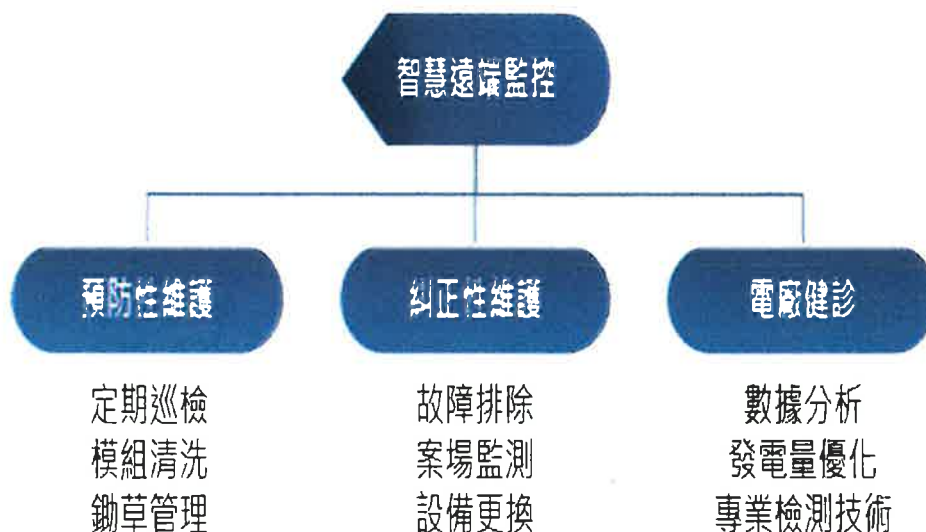 智慧遠端監控
預防性維護
糾正性維護
電廠健診
定期巡檢
模組清洗
鋤草管理
故障排除
案場監測
設備更換
數據分析
發電量優化
專業檢測技術